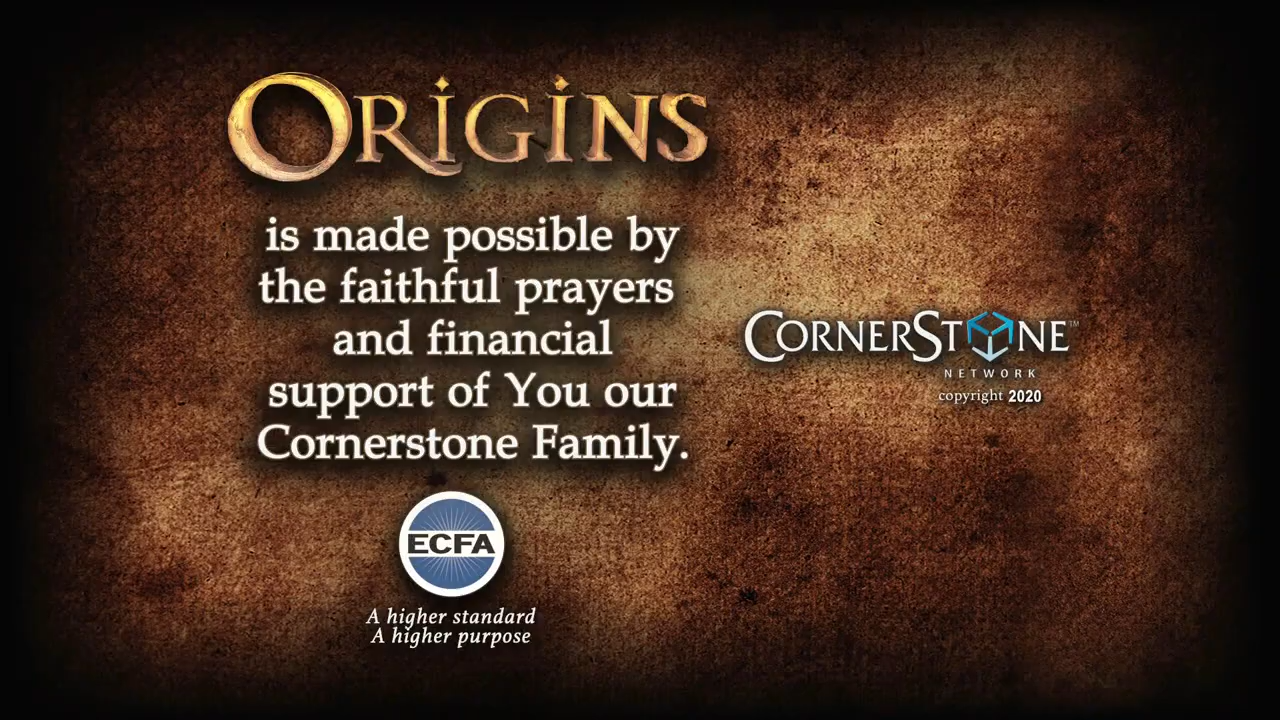 ORIGINS
is made possible by
the faithful prayers
and financial
support of You our
Cornerstone Family.
ECFA
A higher standard
A higher purpose
CORNERSTONE™
NETWORK
copyright 2020